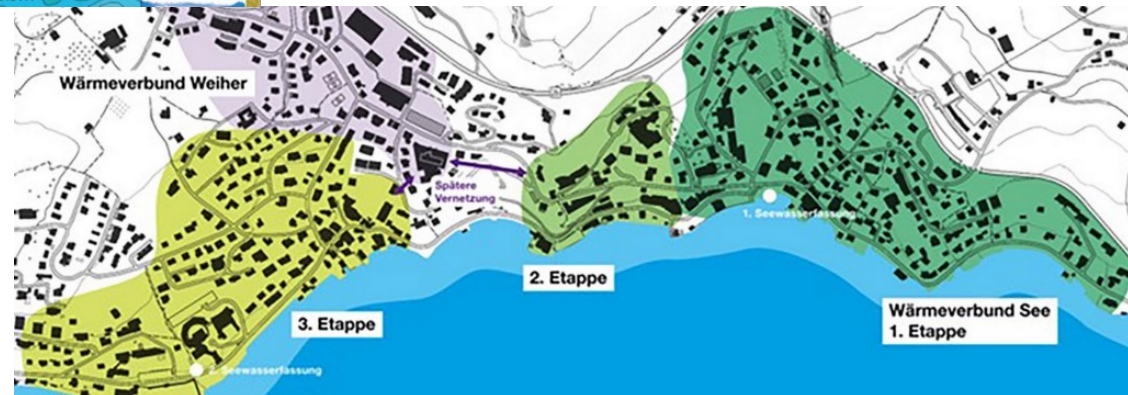 Wärmeverbund Weiher
Spätere
Vernetzung
1. Seewasserfassung
2. Etappe
3. Etappe
Wärmeverbund See
1. Etappe
2. Seewasserfassung